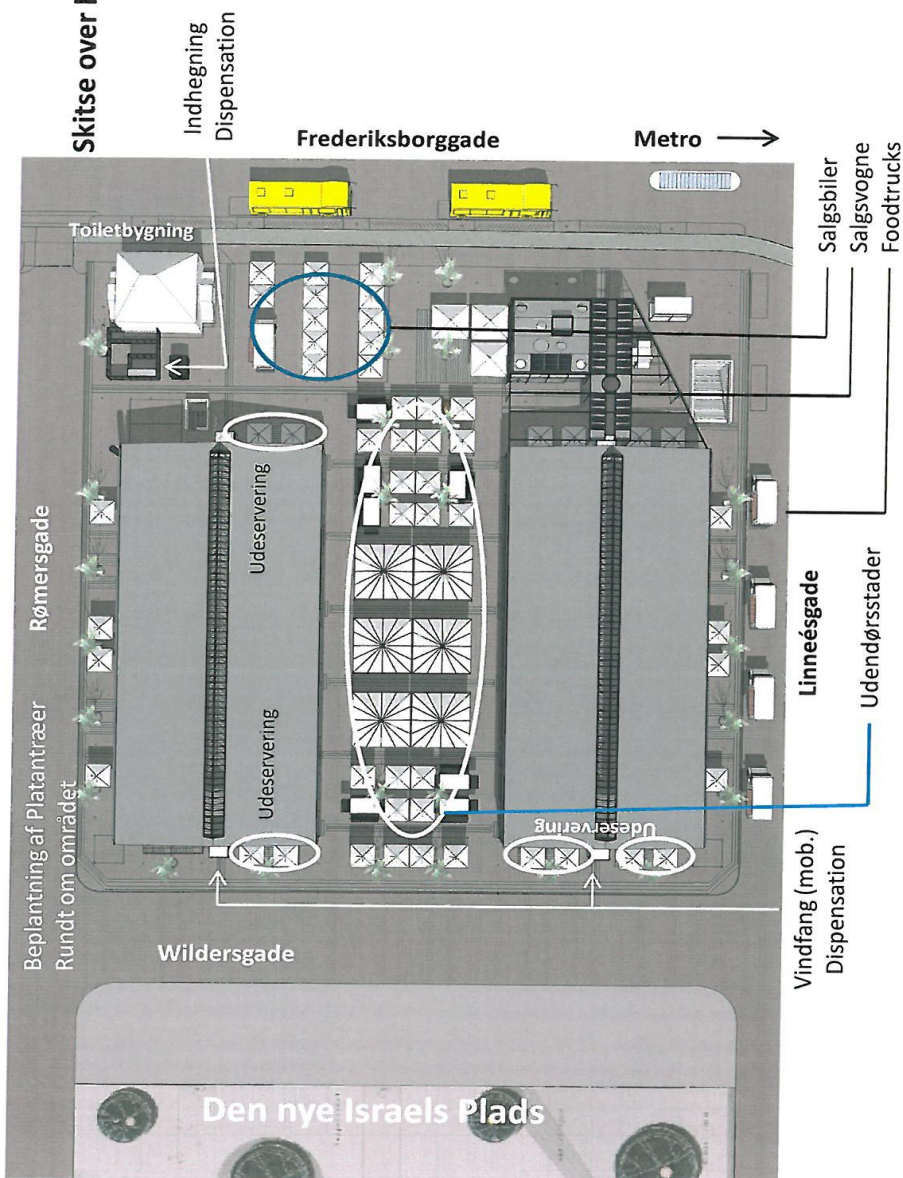 Skitse over
Indhegning
Dispensation
Frederiksborggade
Metro
Toiletbygning
Salgsbiler
Salgsvogne
Foodtrucks
Rømersgade
Beplantning af Platantræer
Rundt om området
Udeservering
Udeservering
Udeservering
Linneésgade
Udendørsstader
Vindfang (mob.)
Dispensation
Wildersgade
Den nye Israels Plads